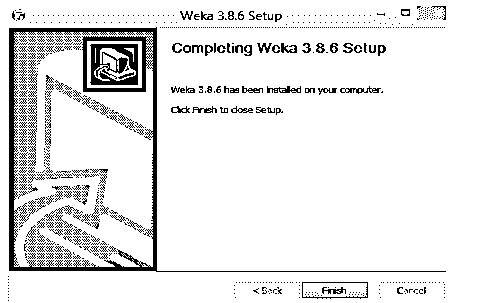 Weka 3.8.6 Setup
Completing Weka 3.8.6 Setup
Weka 3.8.6 has been installed on your computer.
Click Finish to close Setup.
< Back Finish Cancel